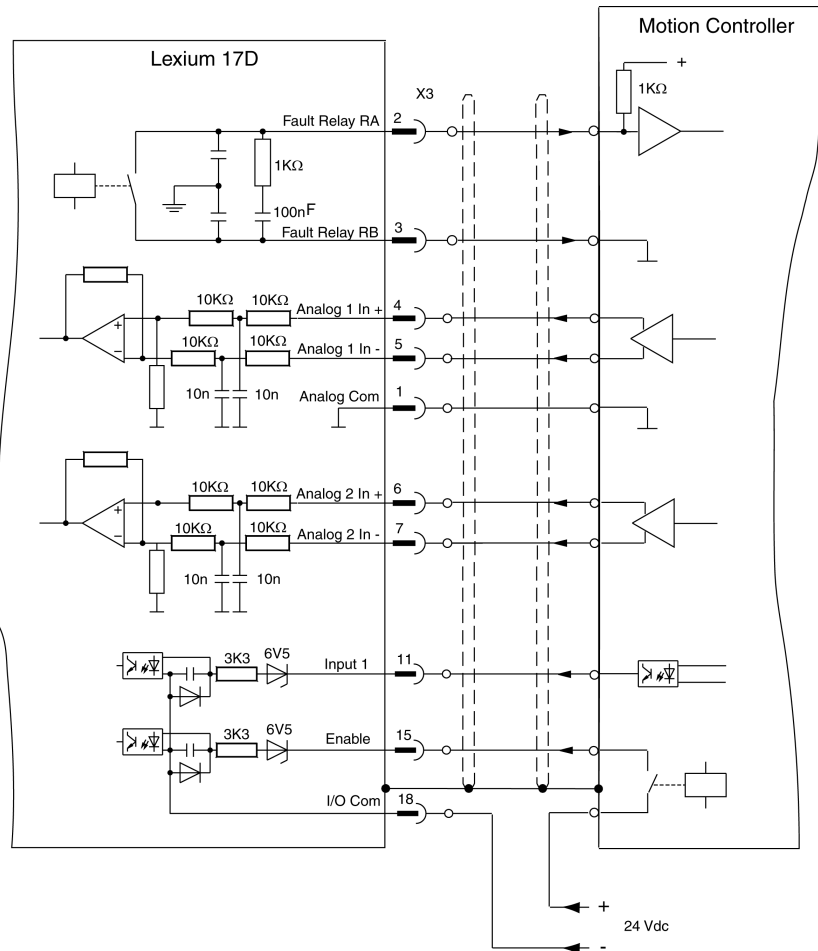 Motion Controller
Lexium 17D
X3
+
1KΩ
Fault Relay RA
2
1KΩ
100nF
Fault Relay RB
3
10KΩ
10KΩ
Analog 1 In +
4
+
10KΩ
10KΩ
Analog 1 In -
5
−
10n
10n
Analog Com
1
10KΩ
10KΩ
Analog 2 In +
6
+
10KΩ
10KΩ
Analog 2 In -
7
−
10n
10n
3K3
6V5
Input 1
11
3K3
6V5
Enable
15
I/O Com
18
+
24 Vdc
-